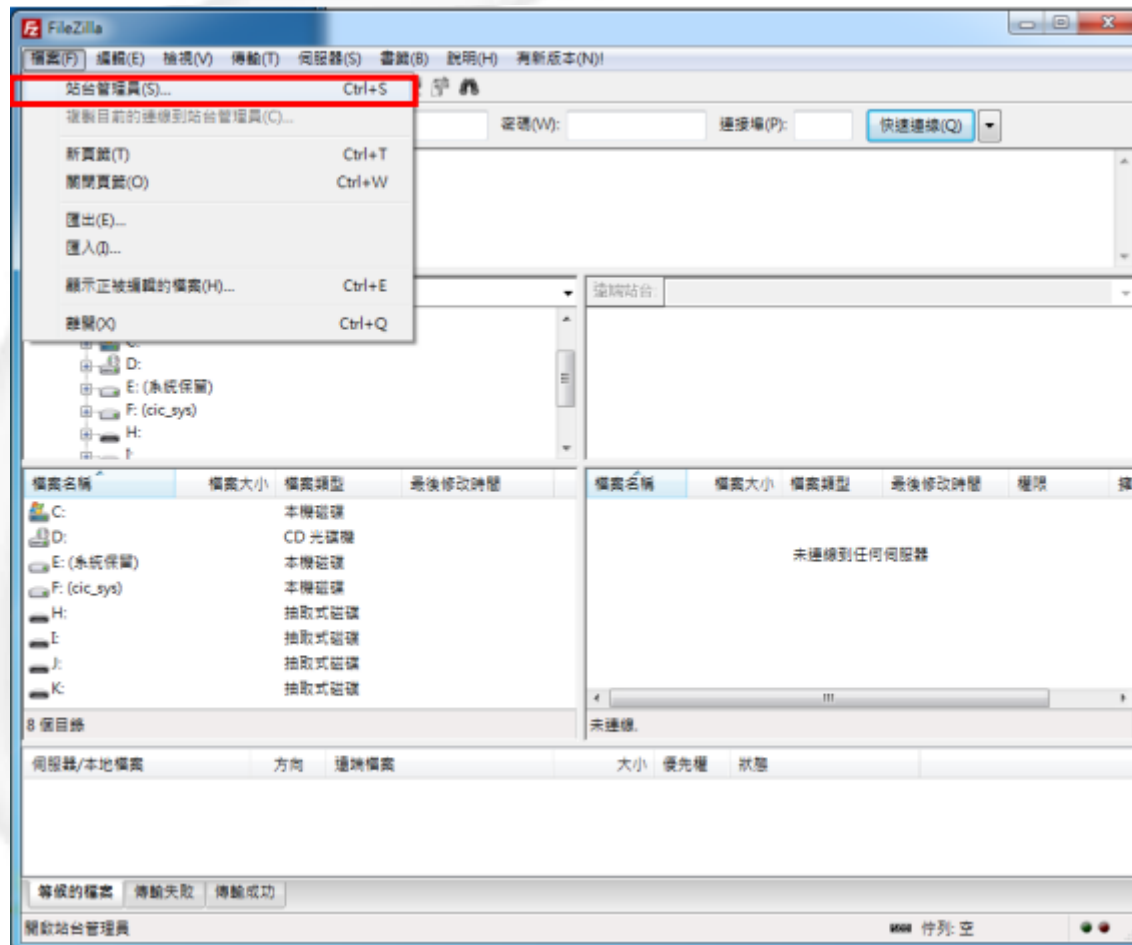 FileZilla
檔案(F) 編輯(E) 檢視(V) 傳輸(T) 伺服器(S) 書籤(B) 說明(H) 有新版本(N)!
站台管理員(S)... Ctrl+S
複製目前的連線到站台管理員(C)...
密碼(W): 連接埠(P): 快速連線(Q)
新頁籤(T) Ctrl+T
關閉頁籤(O) Ctrl+W
匯出(E)...
匯入(I)...
顯示正被編輯的檔案(H)... Ctrl+E
遠端站台:
離開(X) Ctrl+Q
C:
D:
E: (系統保留)
F: (cic_sys)
H:
I:
檔案名稱 檔案大小 檔案類型 最後修改時間
檔案名稱 檔案大小 檔案類型 最後修改時間 權限
C: 本機磁碟
D: CD 光碟機
E: (系統保留) 本機磁碟
F: (cic_sys) 本機磁碟
H: 抽取式磁碟
I: 抽取式磁碟
J: 抽取式磁碟
K: 抽取式磁碟
未連線到任何伺服器
8 個目錄
未連線.
伺服器/本地檔案 方向 遠端檔案 大小 優先權 狀態
等候的檔案 傳輸失敗 傳輸成功
開啟站台管理員 佇列: 空